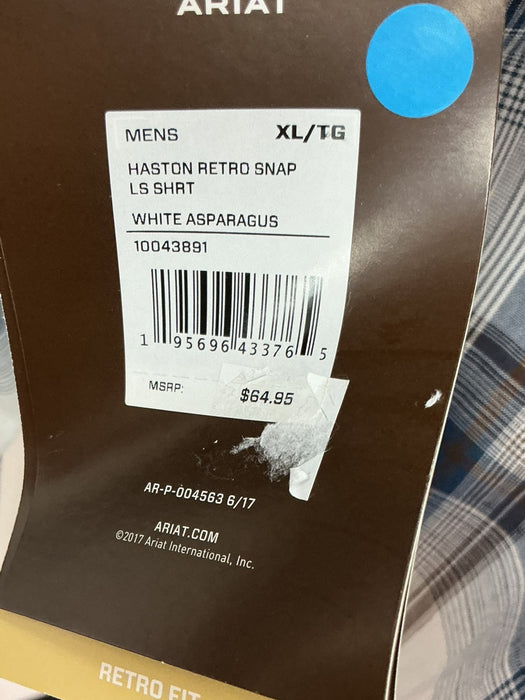 ARIAT
MENS XL/TG
HASTON RETRO SNAP
LS SHRT
WHITE ASPARAGUS
10043891
1 95696 43376 5
MSRP: $64.95
AR-P-004563 6/17
ARIAT.COM
©2017 Ariat International, Inc.
RETRO FIT